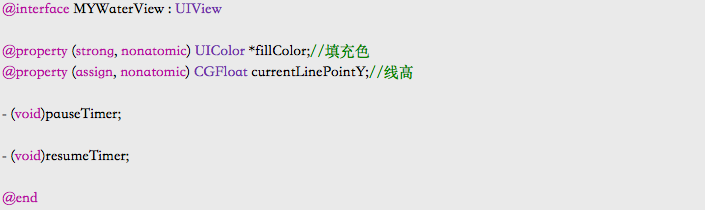 @interface MYWaterView : UIView
@property (strong, nonatomic) UIColor *fillColor;//填充色
@property (assign, nonatomic) CGFloat currentLinePointY;//线高
- (void)pauseTimer;
- (void)resumeTimer;
@end